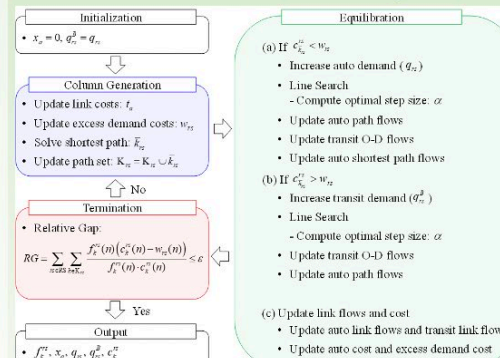 Initialization
• x_a = 0, q_rs^B = q_rs
Column Generation
• Update link costs: t_a
• Update excess demand costs: w_rs
• Solve shortest path: k̄_rs
• Update path set: K_rs = K_rs ∪ k̄_rs
No
Termination
• Relative Gap:
RG = ∑_{rs∈RS} ∑_{k∈K_rs} f_k^rs(n)(c_k^rs(n) − w_rs(n)) / f_k^rs(n)·c_k^rs(n) ≤ ε
Yes
Output
• f_k^rs, x_a, q_rs, q_rs^B, c_k^rs
Equilibration
(a) If c_{k̄_rs}^rs < w_rs
• Increase auto demand (q_rs)
• Line Search
- Compute optimal step size: α
• Update auto path flows
• Update transit O-D flows
• Update auto shortest path flows
(b) If c_{k̄_rs}^rs > w_rs
• Increase transit demand (q_rs^B)
• Line Search
- Compute optimal step size: α
• Update transit O-D flows
• Update auto path flows
(c) Update link flows and cost
• Update auto link flows and transit link flow
• Update auto cost and excess demand cost